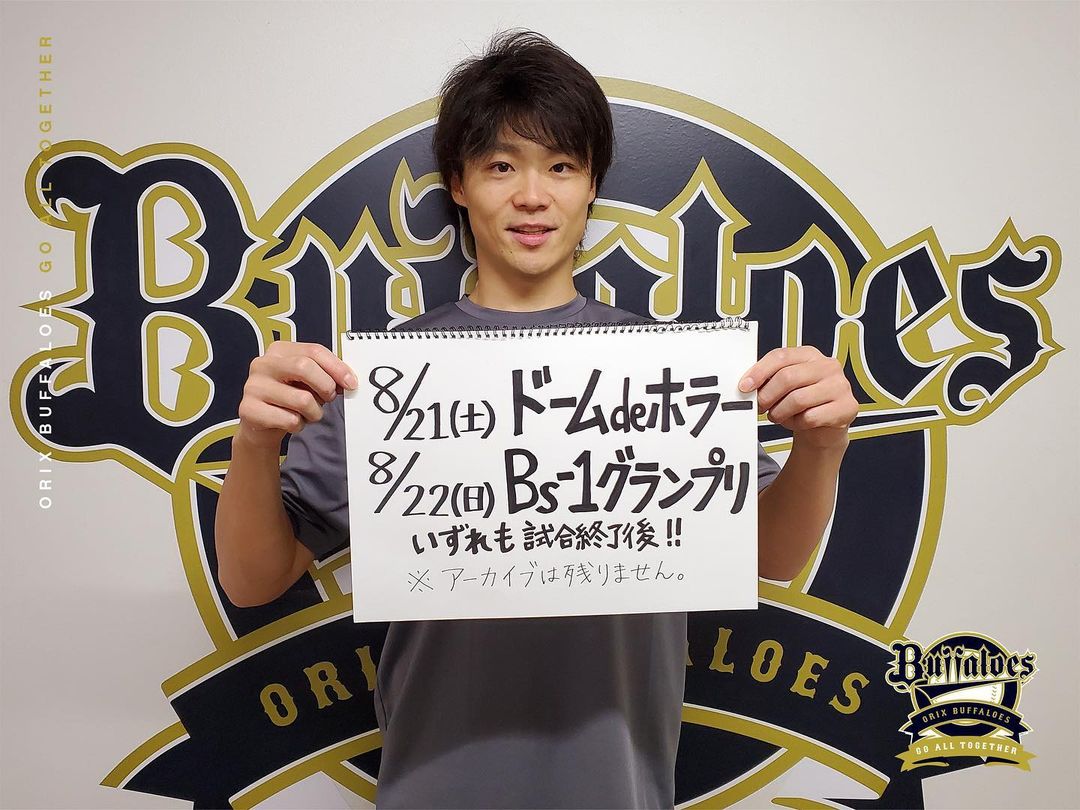 ORIX BUFFALOES GO ALL TOGETHER
Buffaloes
8/21(土) ドームdeホラー
8/22(日) Bs-1グランプリ
いずれも試合終了後!!
※ アーカイブは残りません。
ORI ALOES
Buffaloes
ORIX BUFFALOES
GO ALL TOGETHER